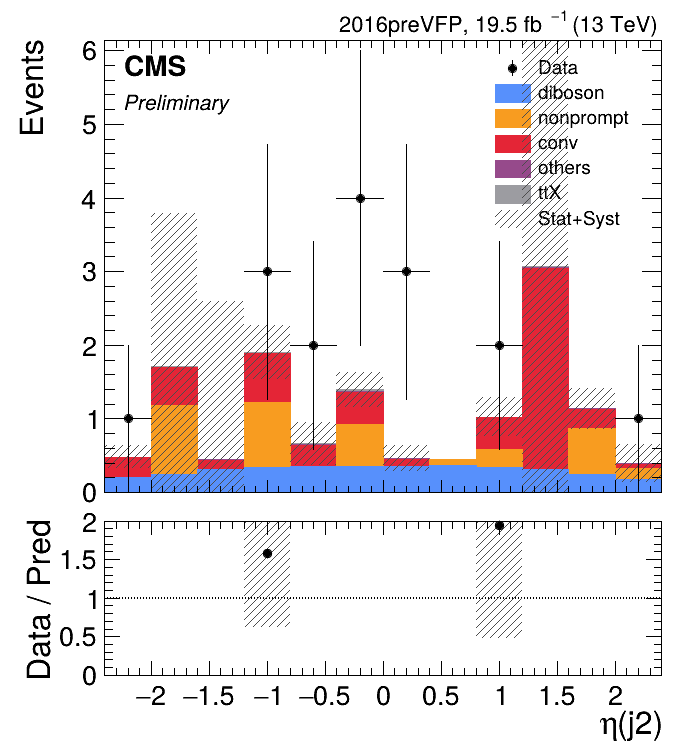 2016preVFP, 19.5 fb⁻¹ (13 TeV)
Events
CMS
Preliminary
Data
diboson
nonprompt
conv
others
ttX
Stat+Syst
6
5
4
3
2
1
0
Data / Pred
2
1.5
1
0.5
0
−2 −1.5 −1 −0.5 0 0.5 1 1.5 2
η(j2)